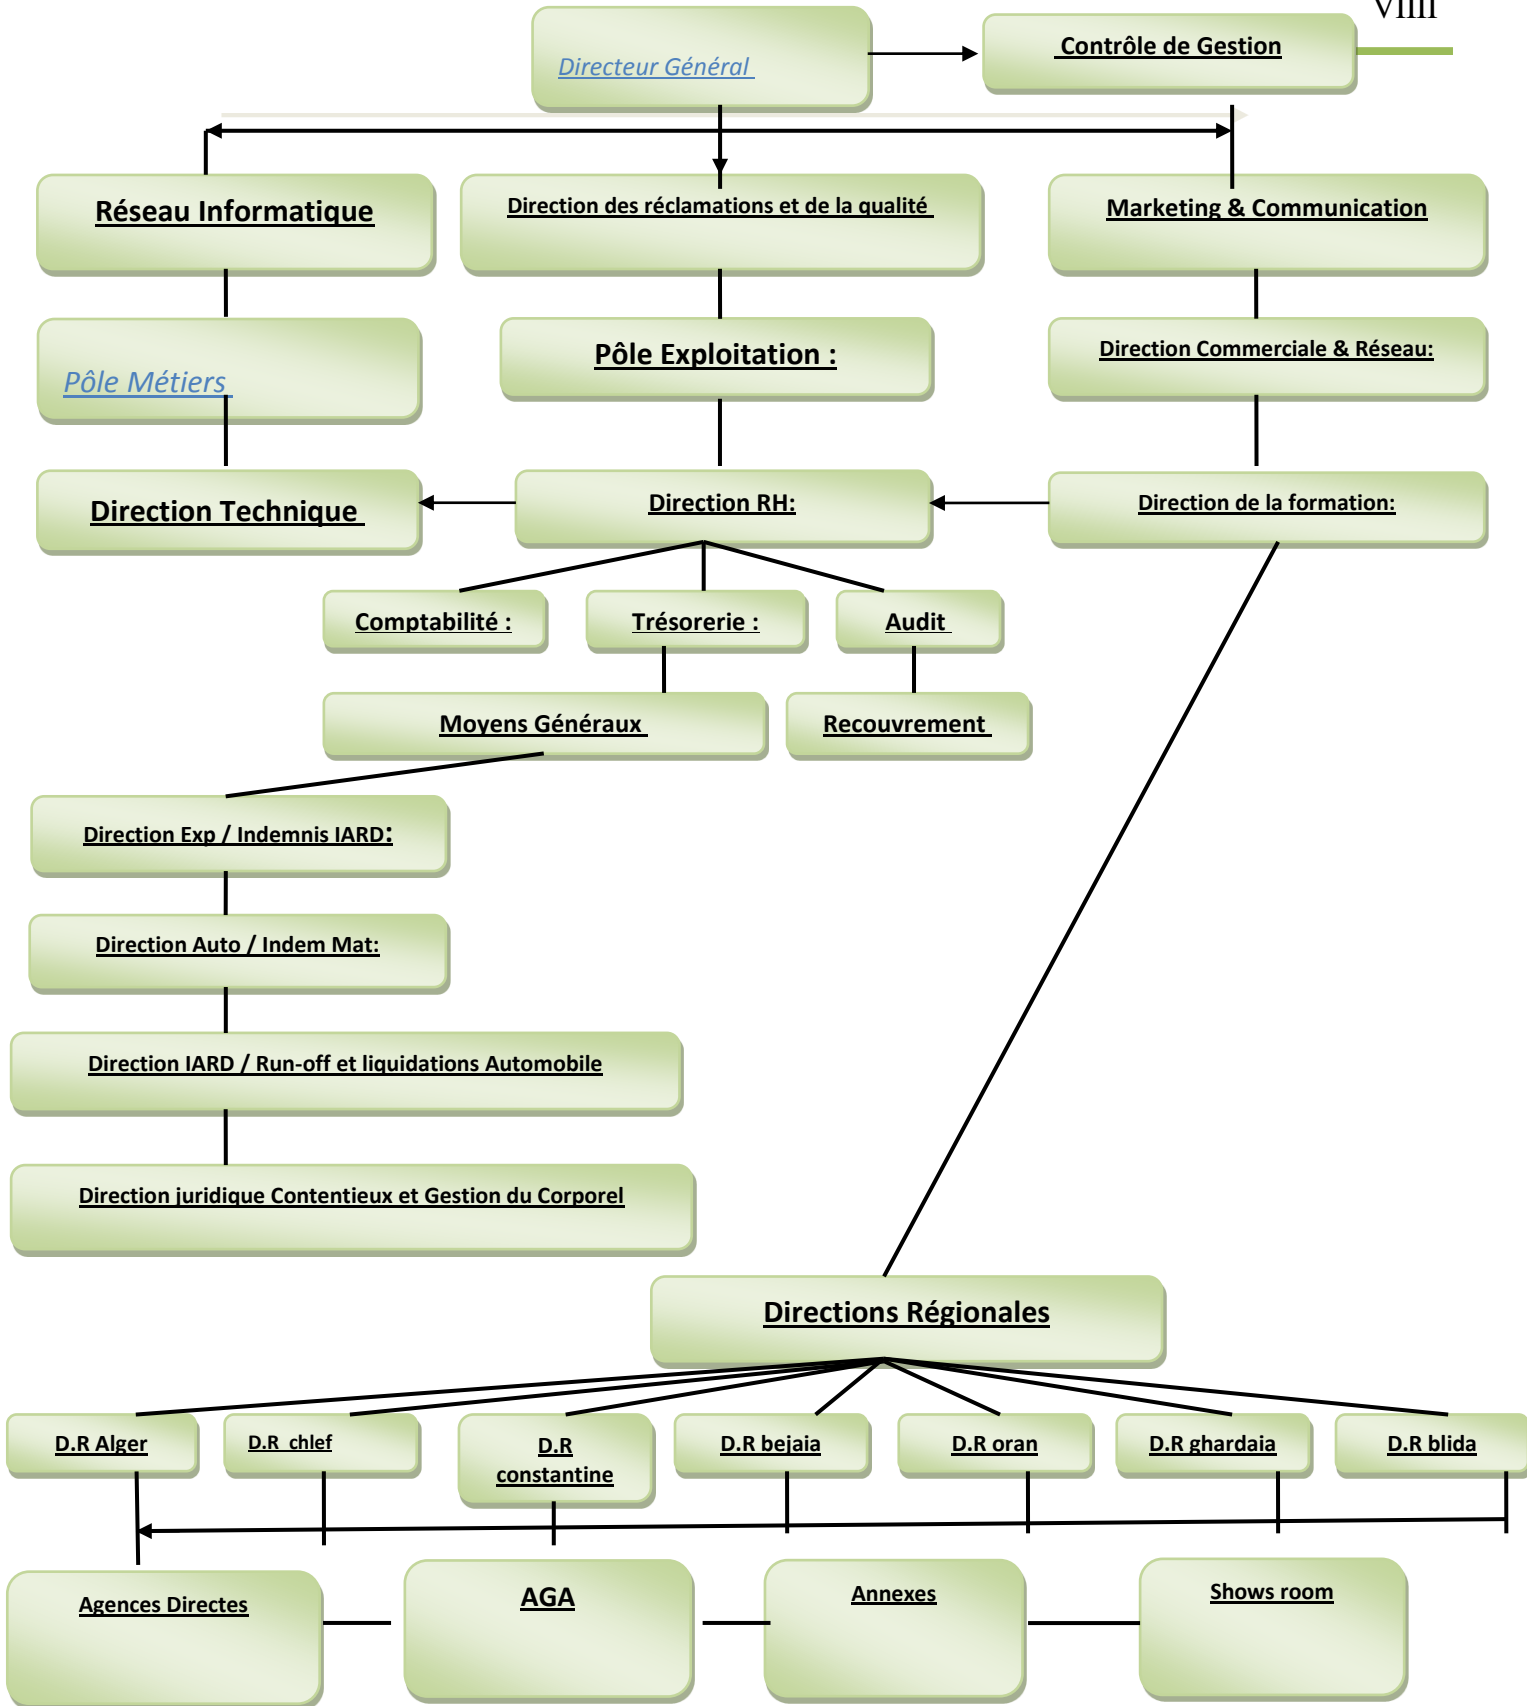 VIIII
Directeur Général
Contrôle de Gestion
Réseau Informatique
Direction des réclamations et de la qualité
Marketing & Communication
Pôle Métiers
Pôle Exploitation :
Direction Commerciale & Réseau:
Direction Technique
Direction RH:
Direction de la formation:
Comptabilité :
Trésorerie :
Audit
Moyens Généraux
Recouvrement
Direction Exp / Indemnis IARD:
Direction Auto / Indem Mat:
Direction IARD / Run-off et liquidations Automobile
Direction juridique Contentieux et Gestion du Corporel
Directions Régionales
D.R Alger
D.R chlef
D.R
constantine
D.R bejaia
D.R oran
D.R ghardaia
D.R blida
Agences Directes
AGA
Annexes
Shows room